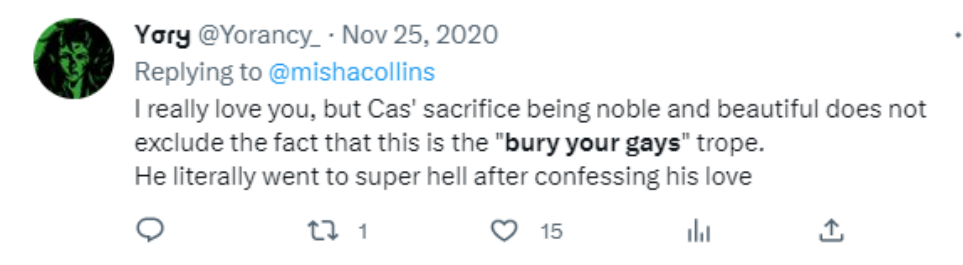 Yσɾყ @Yorancy_ · Nov 25, 2020
Replying to @mishacollins
I really love you, but Cas' sacrifice being noble and beautiful does not
exclude the fact that this is the "bury your gays" trope.
He literally went to super hell after confessing his love
1 15